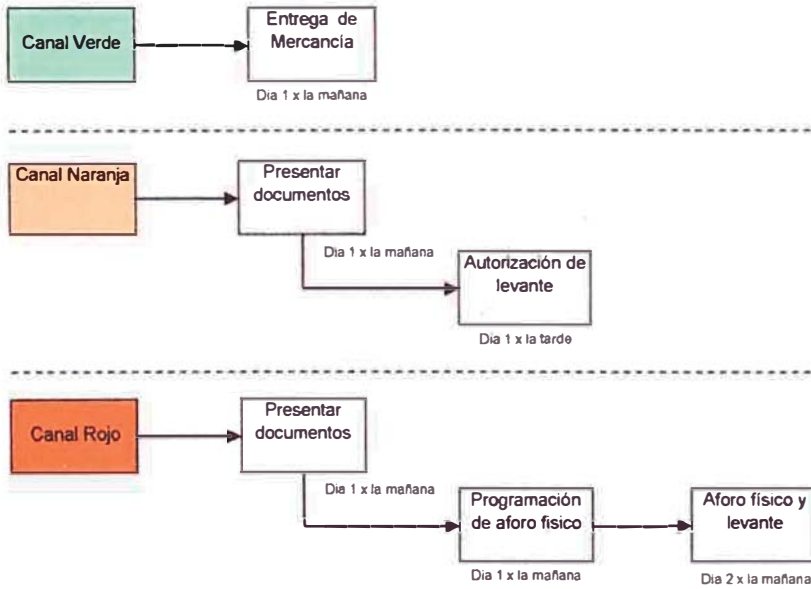 Canal Verde
Entrega de
Mercancía
Dia 1 x la mañana
Canal Naranja
Presentar
documentos
Dia 1 x la mañana
Autorización de
levante
Dia 1 x la tarde
Canal Rojo
Presentar
documentos
Dia 1 x la mañana
Programación
de aforo fisico
Dia 1 x la mañana
Aforo físico y
levante
Dia 2 x la mañana